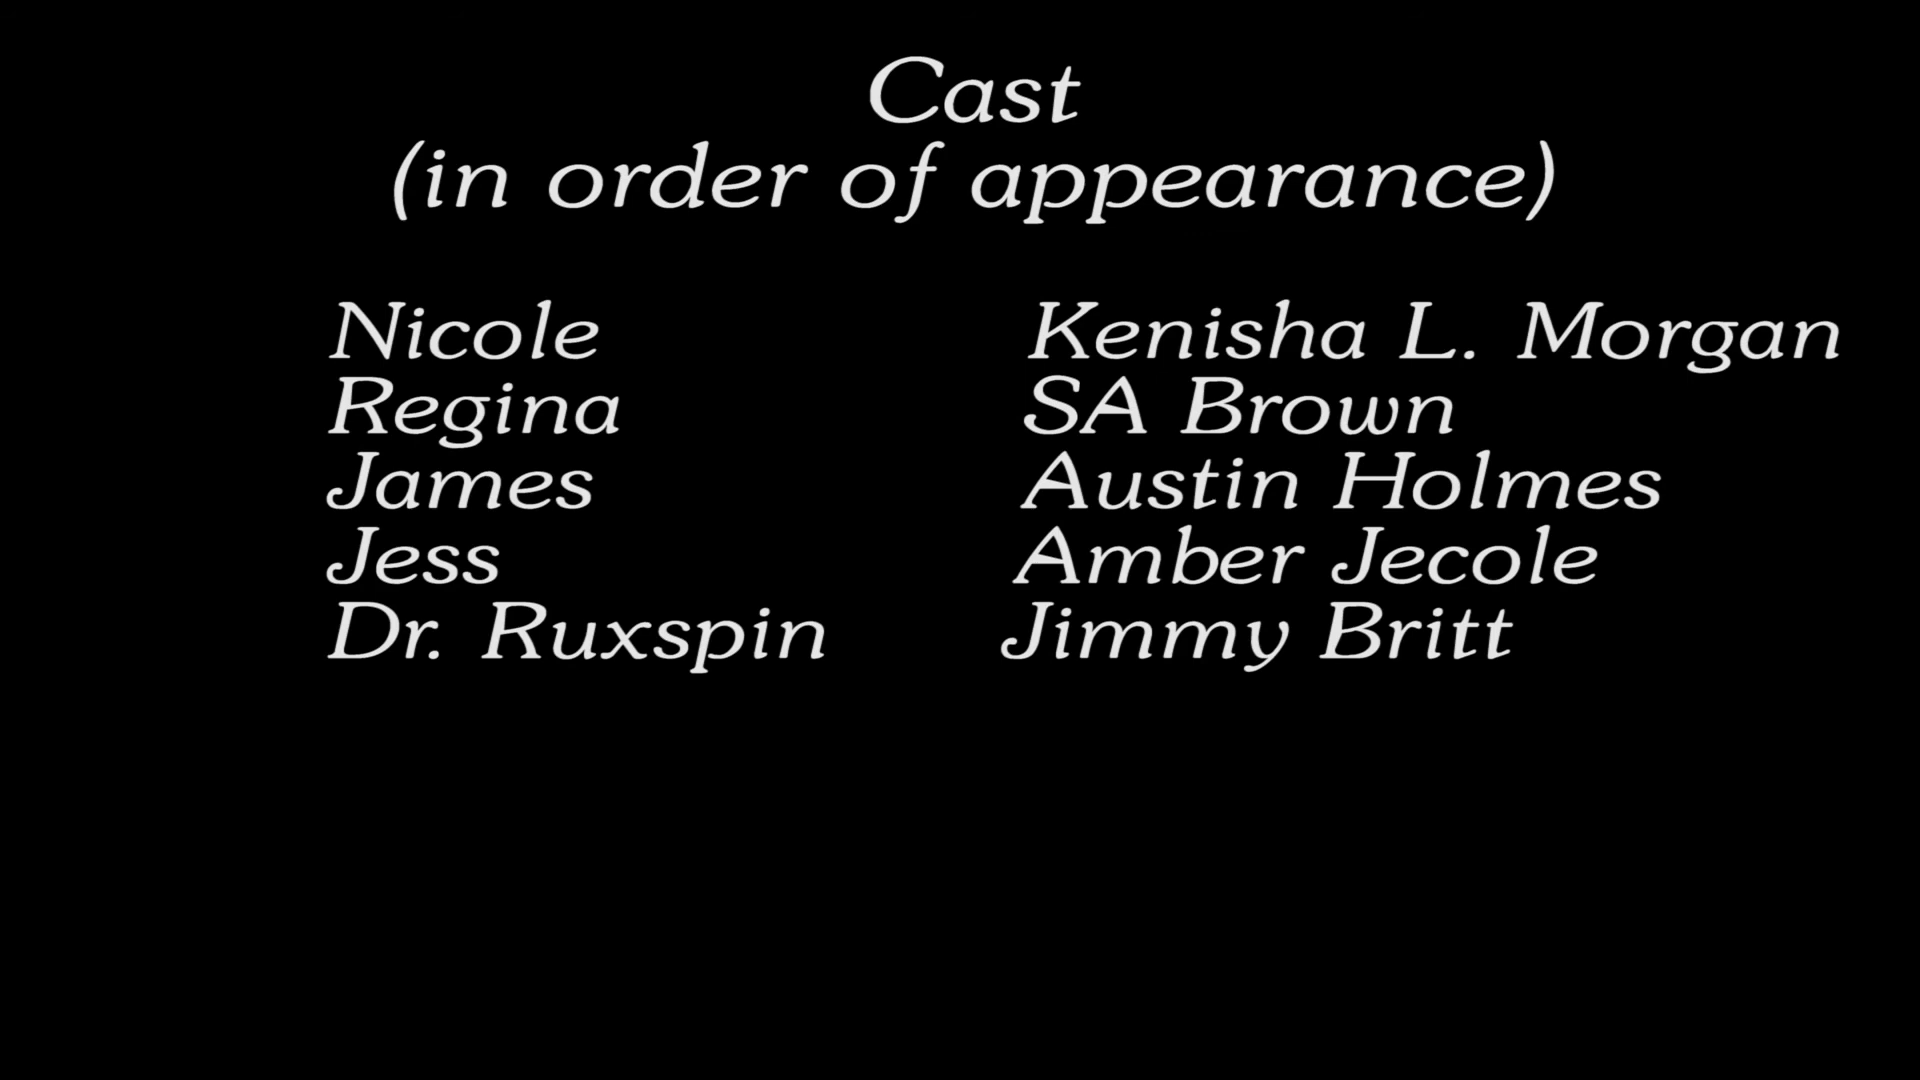 Cast
(in order of appearance)
Nicole Kenisha L. Morgan
Regina SA Brown
James Austin Holmes
Jess Amber Jecole
Dr. Ruxspin Jimmy Britt